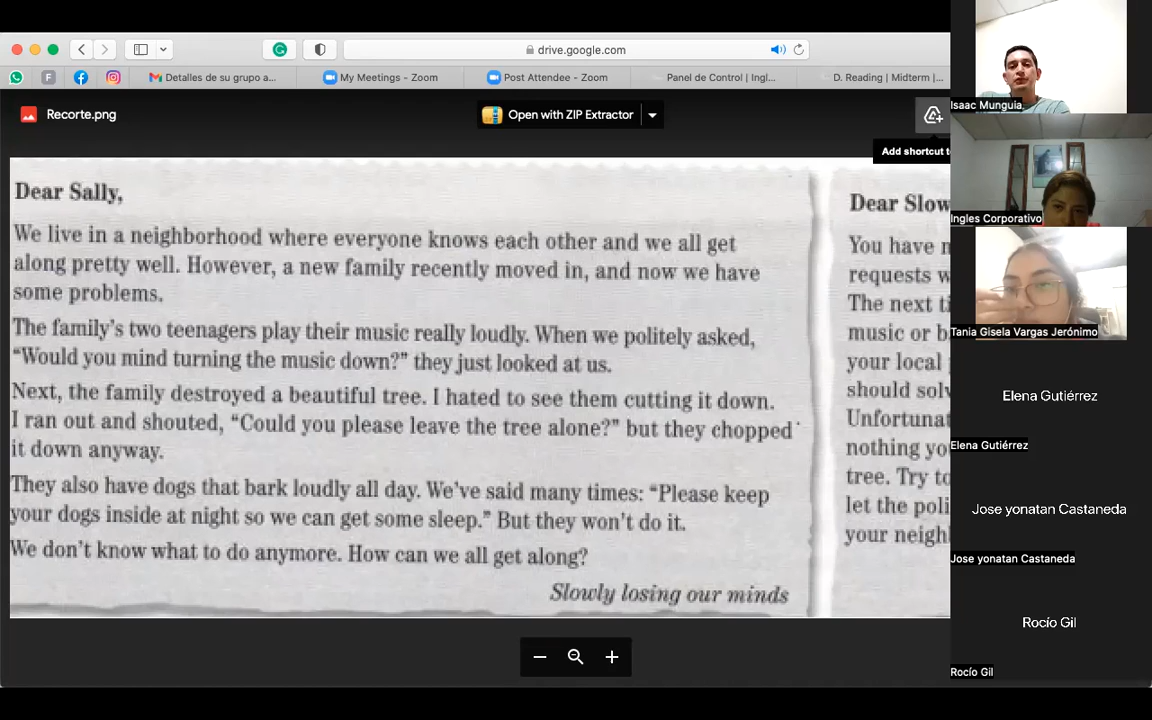 drive.google.com
Detalles de su grupo a...
My Meetings - Zoom
Post Attendee - Zoom
Panel de Control | Ingl...
D. Reading | Midterm |...
Recorte.png
Open with ZIP Extractor
Add shortcut t
Dear Sally,
We live in a neighborhood where everyone knows each other and we all get
along pretty well. However, a new family recently moved in, and now we have
some problems.
The family's two teenagers play their music really loudly. When we politely asked,
"Would you mind turning the music down?" they just looked at us.
Next, the family destroyed a beautiful tree. I hated to see them cutting it down.
I ran out and shouted, "Could you please leave the tree alone?" but they chopped
it down anyway.
They also have dogs that bark loudly all day. We've said many times: "Please keep
your dogs inside at night so we can get some sleep." But they won't do it.
We don't know what to do anymore. How can we all get along?
Slowly losing our minds
Dear Slow
You have
requests w
The next ti
music or b
your local
should solv
Unfortunat
nothing yo
tree. Try to
let the poli
your neigh
Isaac Munguia
Ingles Corporativo
Tania Gisela Vargas Jerónimo
Elena Gutiérrez
Elena Gutiérrez
Jose yonatan Castaneda
Jose yonatan Castaneda
Rocío Gil
Rocío Gil